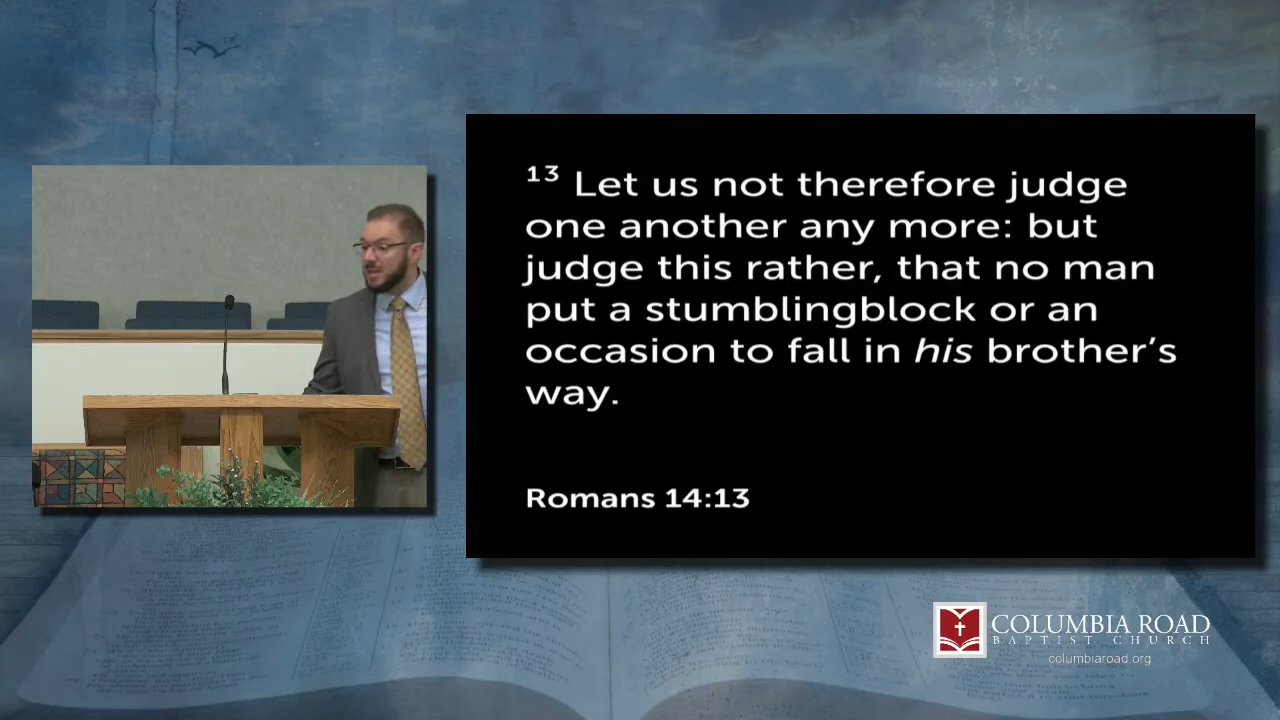 13 Let us not therefore judge
one another any more: but
judge this rather, that no man
put a stumblingblock or an
occasion to fall in his brother’s
way.
Romans 14:13
COLUMBIA ROAD
BAPTIST CHURCH
columbiaroad.org